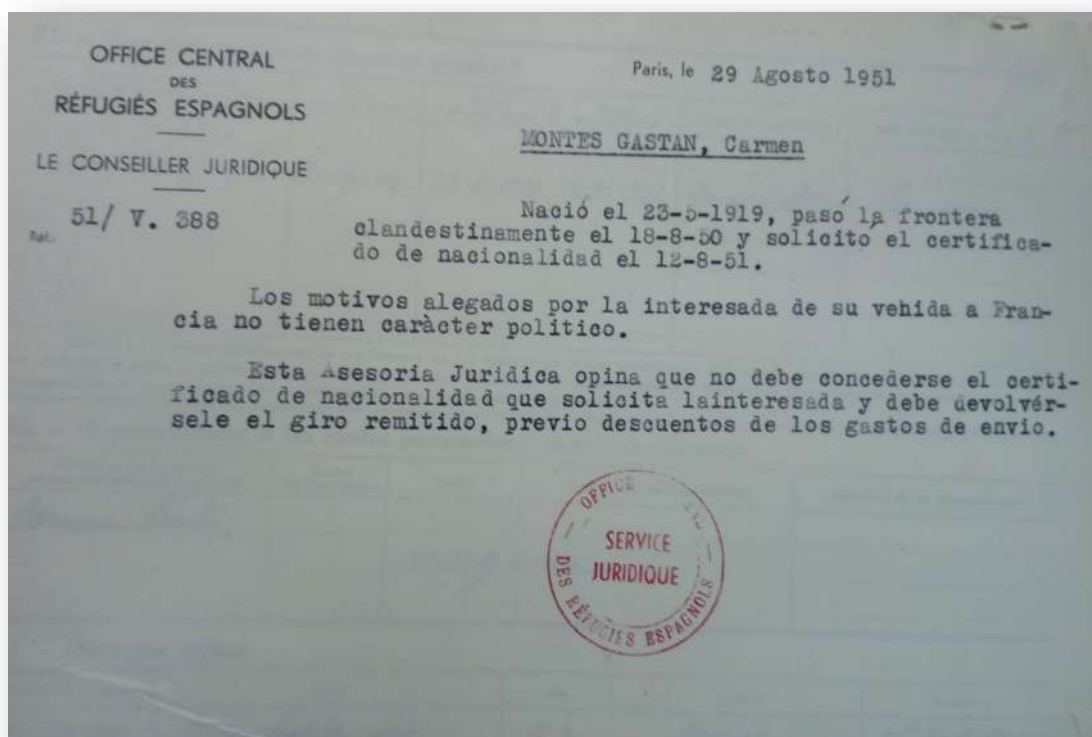 OFFICE CENTRAL
DES
RÉFUGIÉS ESPAGNOLS
LE CONSEILLER JURIDIQUE
Réf. 51/ V. 388
Paris, le 29 Agosto 1951
MONTES GASTAN, Carmen
Nació el 23-5-1919, pasó la frontera
clandestinamente el 18-8-50 y solicito el certifica-
do de nacionalidad el 12-8-51.
Los motivos alegados por la interesada de su vehida a Fran-
cia no tienen caràcter politico.
Esta Asesoria Juridica opina que no debe concederse el certi-
ficado de nacionalidad que solicita lainteresada y debe devolvér-
sele el giro remitido, previo descuentos de los gastos de envio.
OFFICE
SERVICE
JURIDIQUE
DES RÉFUGIÉS ESPAGNOLS